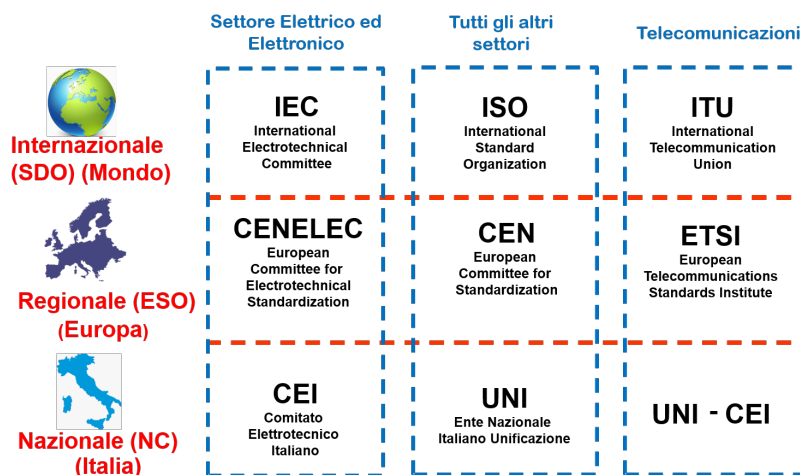 Settore Elettrico ed
Elettronico
Tutti gli altri
settori
Telecomunicazioni
Internazionale
(SDO) (Mondo)
IEC
International
Electrotechnical
Committee
ISO
International
Standard
Organization
ITU
International
Telecommunication
Union
Regionale (ESO)
(Europa)
CENELEC
European
Committee for
Electrotechnical
Standardization
CEN
European
Committee for
Standardization
ETSI
European
Telecommunications
Standards Institute
Nazionale (NC)
(Italia)
CEI
Comitato
Elettrotecnico
Italiano
UNI
Ente Nazionale
Italiano Unificazione
UNI - CEI